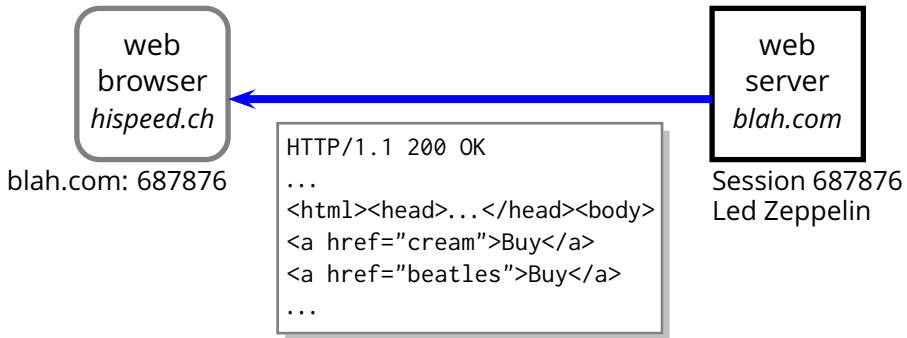 web
browser
hispeed.ch
web
server
blah.com
blah.com: 687876
HTTP/1.1 200 OK
...
<html><head>...</head><body>
<a href="cream">Buy</a>
<a href="beatles">Buy</a>
...
Session 687876
Led Zeppelin